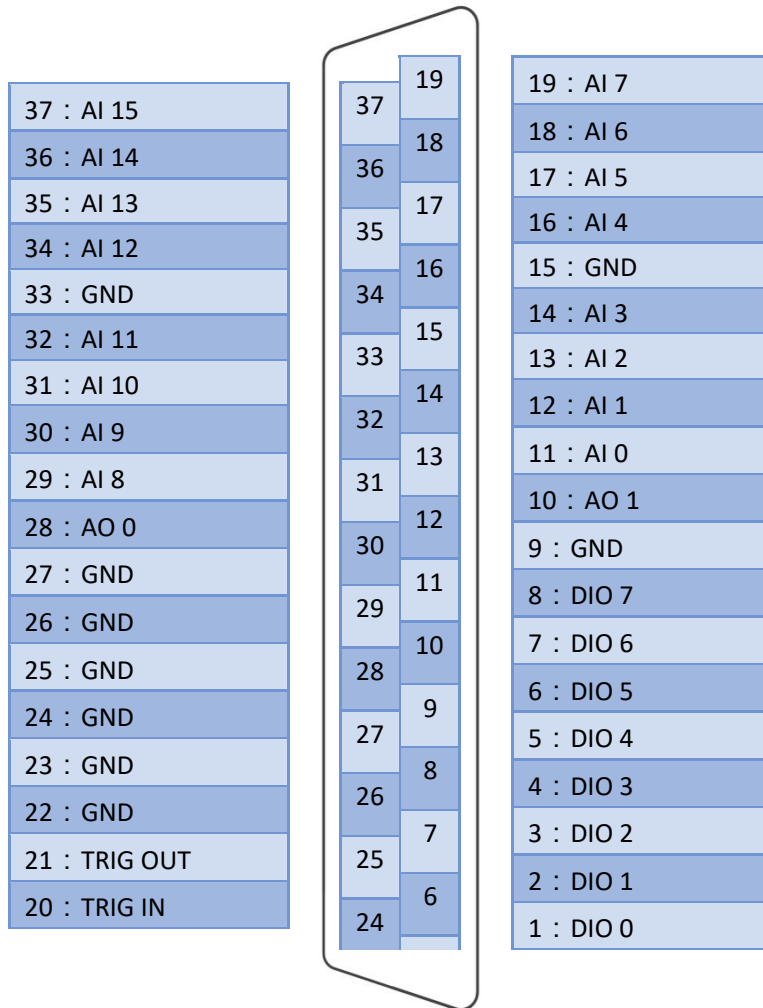 37 : AI 15
36 : AI 14
35 : AI 13
34 : AI 12
33 : GND
32 : AI 11
31 : AI 10
30 : AI 9
29 : AI 8
28 : AO 0
27 : GND
26 : GND
25 : GND
24 : GND
23 : GND
22 : GND
21 : TRIG OUT
20 : TRIG IN
37
36
35
34
33
32
31
30
29
28
27
26
25
24
19
18
17
16
15
14
13
12
11
10
9
8
7
6
19 : AI 7
18 : AI 6
17 : AI 5
16 : AI 4
15 : GND
14 : AI 3
13 : AI 2
12 : AI 1
11 : AI 0
10 : AO 1
9 : GND
8 : DIO 7
7 : DIO 6
6 : DIO 5
5 : DIO 4
4 : DIO 3
3 : DIO 2
2 : DIO 1
1 : DIO 0